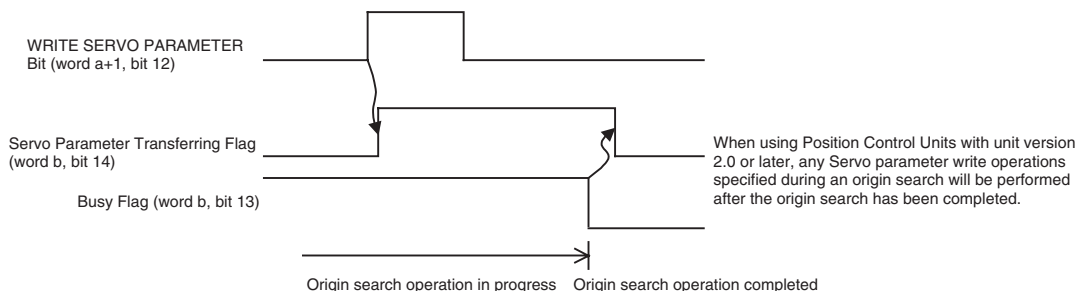 WRITE SERVO PARAMETER
Bit (word a+1, bit 12)
Servo Parameter Transferring Flag
(word b, bit 14)
Busy Flag (word b, bit 13)
When using Position Control Units with unit version
2.0 or later, any Servo parameter write operations
specified during an origin search will be performed
after the origin search has been completed.
Origin search operation in progress
Origin search operation completed